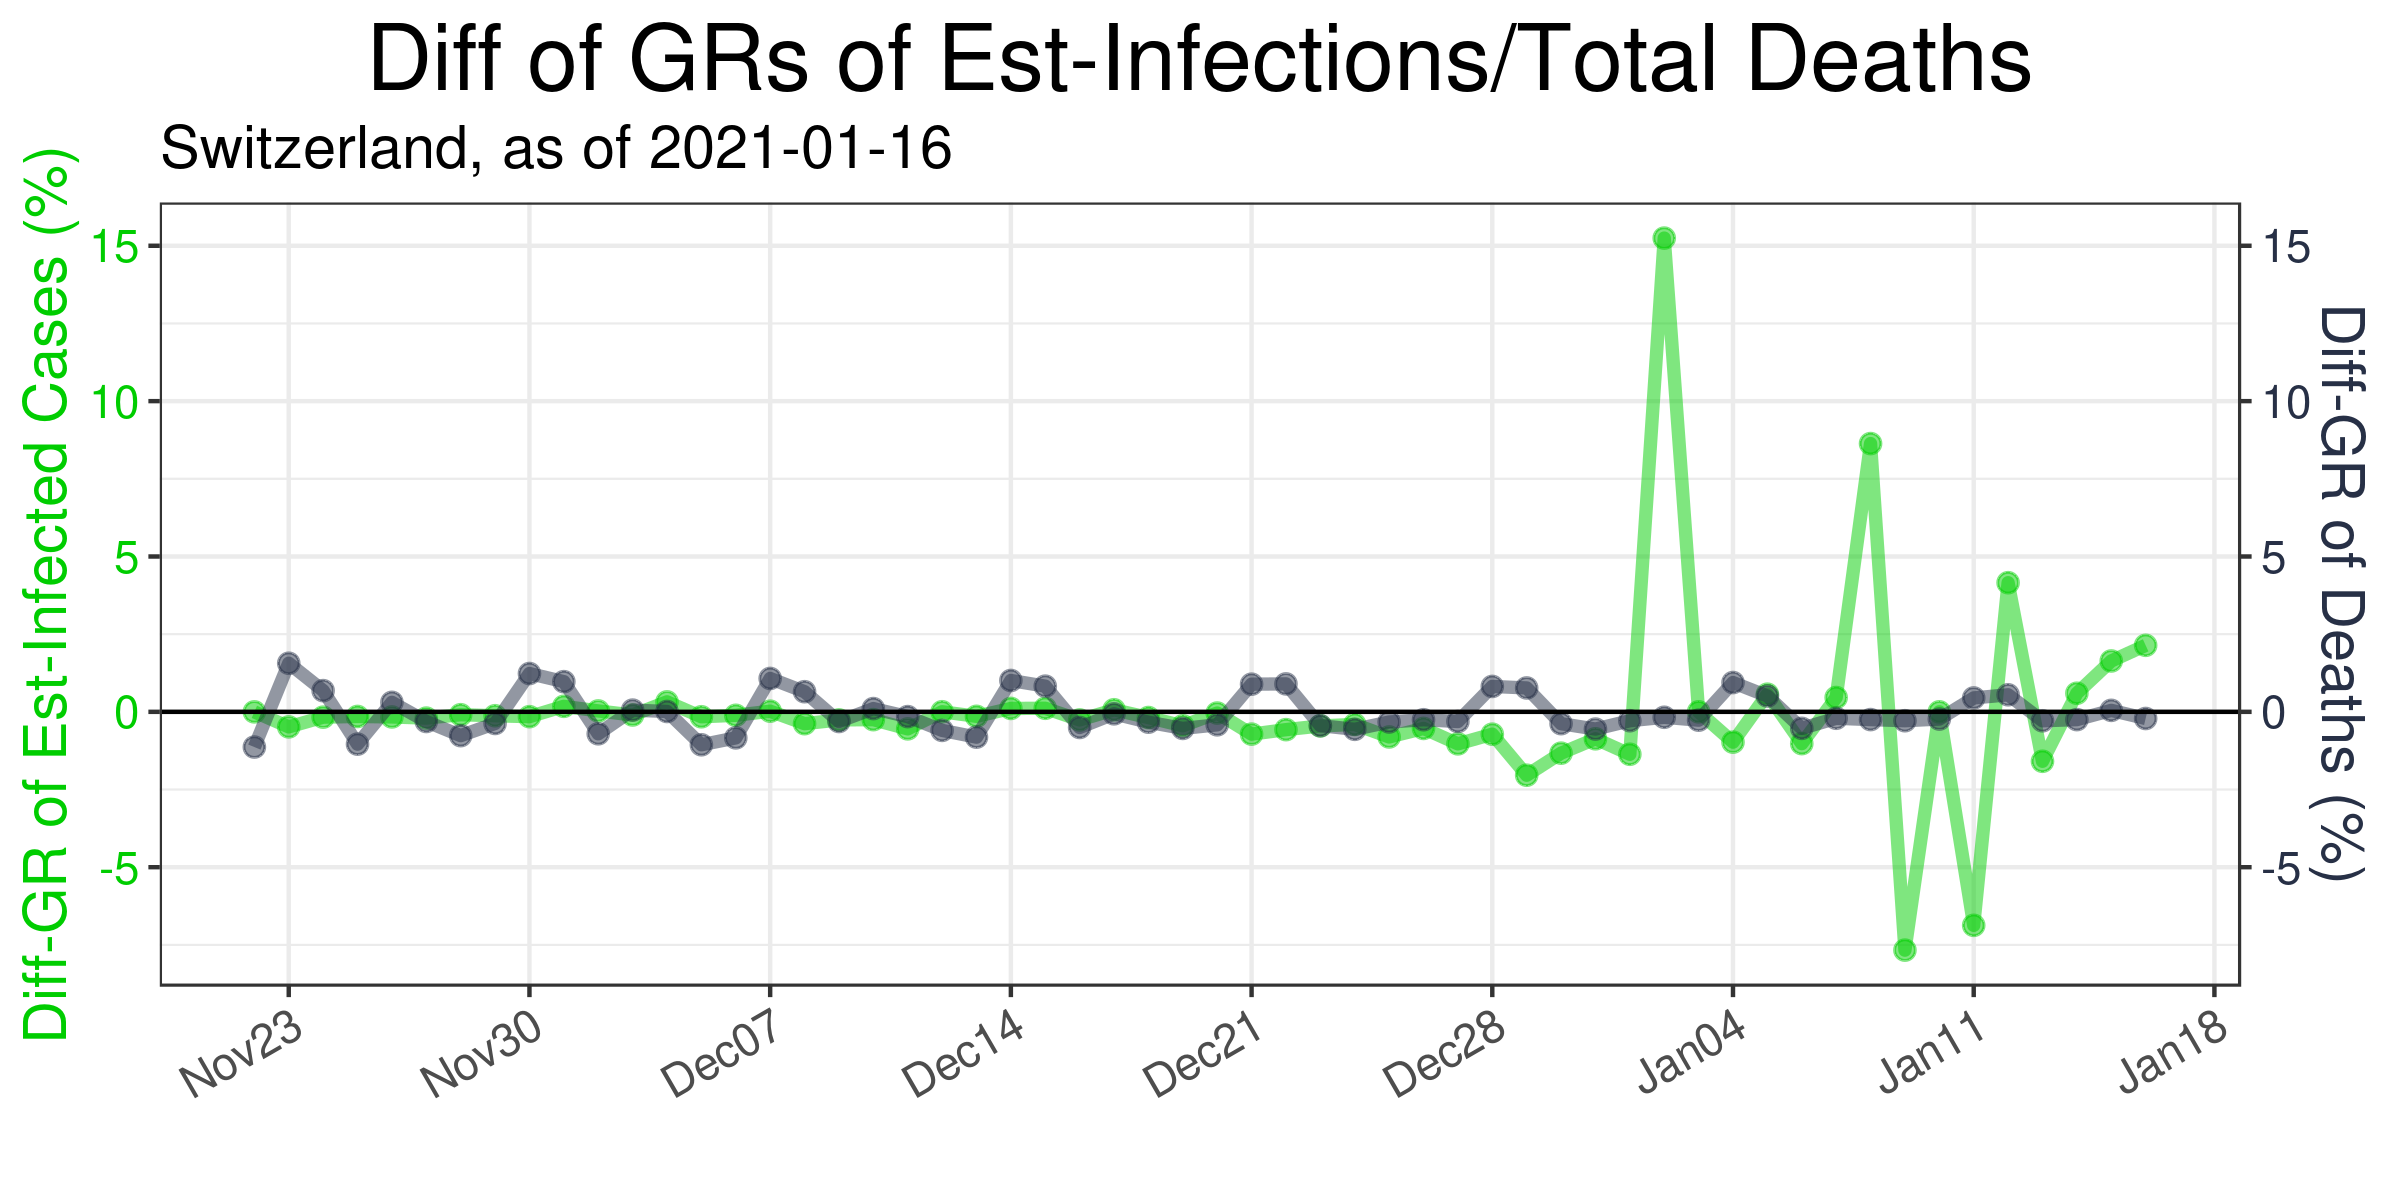 Diff of GRs of Est-Infections/Total Deaths
Switzerland, as of 2021-01-16
Diff-GR of Est-Infected Cases (%)
15
10
5
0
-5
15
10
5
0
-5
Diff-GR of Deaths (%)
Nov23
Nov30
Dec07
Dec14
Dec21
Dec28
Jan04
Jan11
Jan18